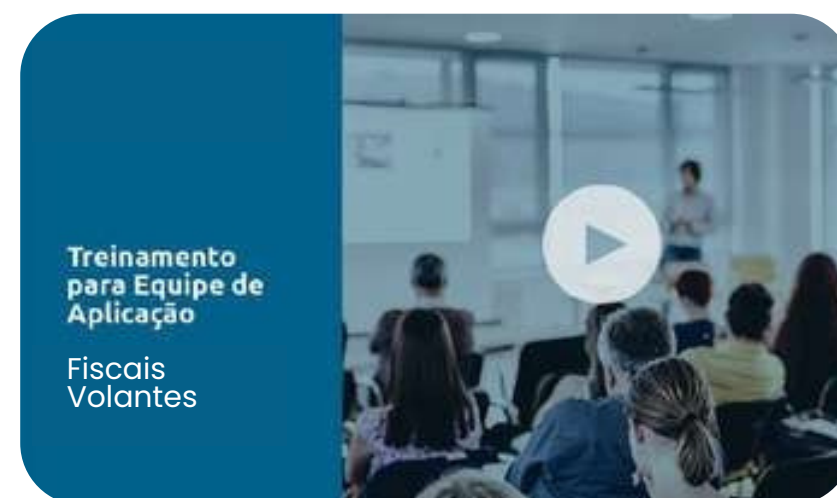 Treinamento
para Equipe de
Aplicação
Fiscais
Volantes